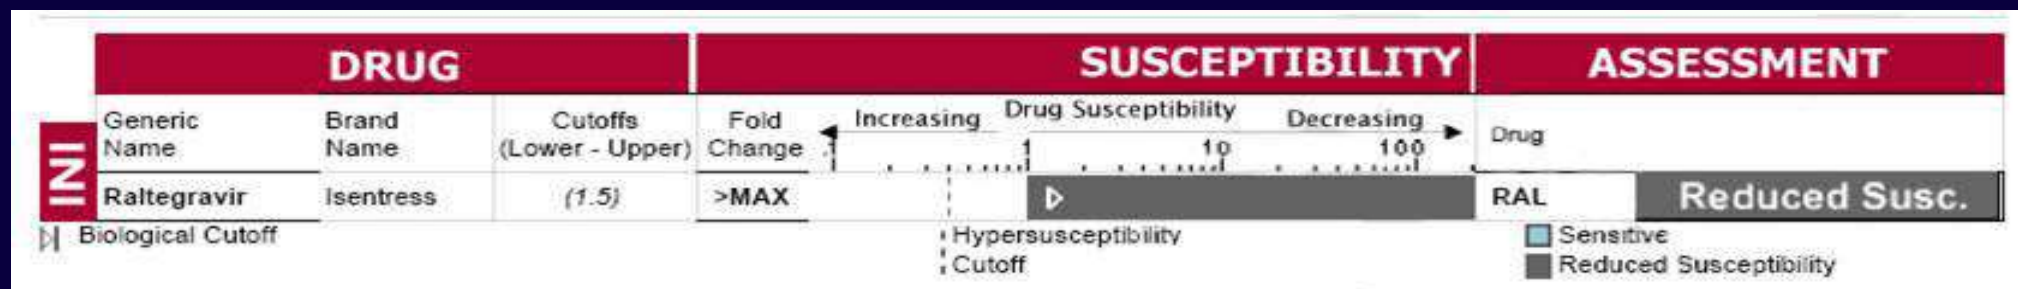 DRUG SUSCEPTIBILITY ASSESSMENT
INI
Generic Name Brand Name Cutoffs (Lower - Upper) Fold Change Increasing Drug Susceptibility Decreasing Drug
.1 1 10 100
Raltegravir Isentress (1.5) >MAX RAL Reduced Susc.
Biological Cutoff Hypersusceptibility Sensitive
Cutoff Reduced Susceptibility